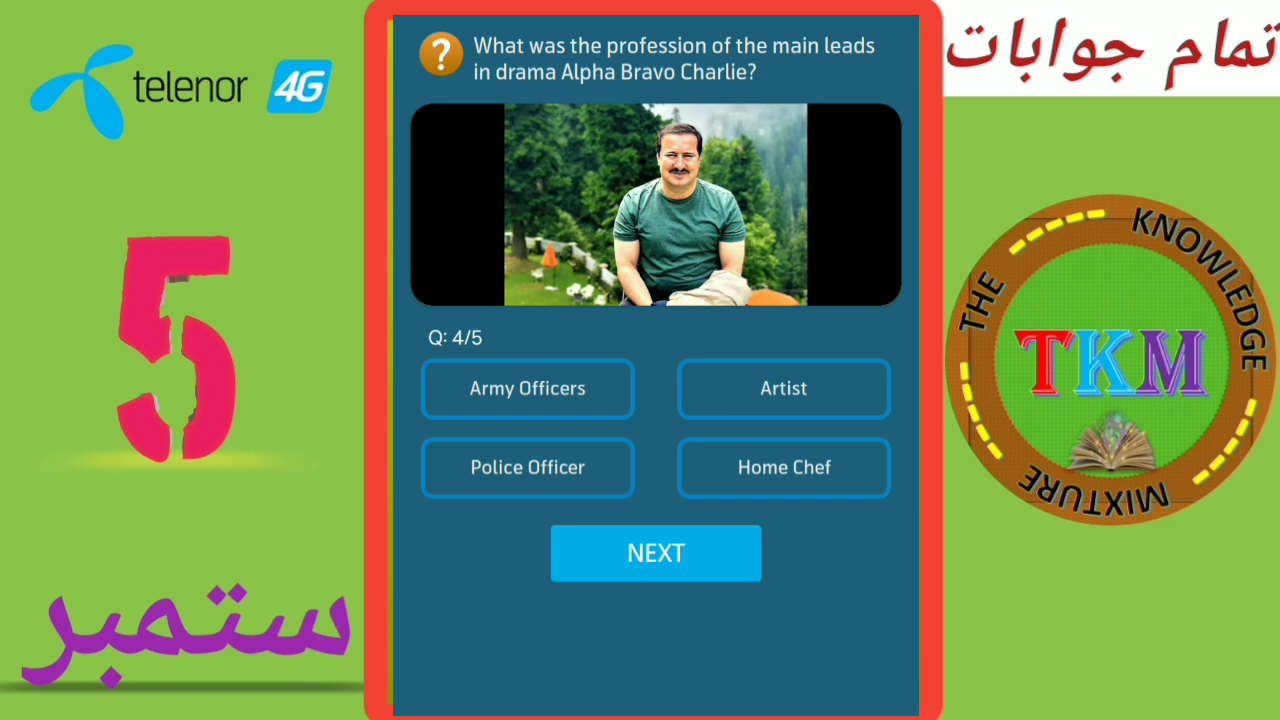 telenor 4G
5
ستمبر
? What was the profession of the main leads
in drama Alpha Bravo Charlie?
Q: 4/5
Army Officers
Artist
Police Officer
Home Chef
NEXT
تمام جوابات
THE KNOWLEDGE
TKM
MIXTURE